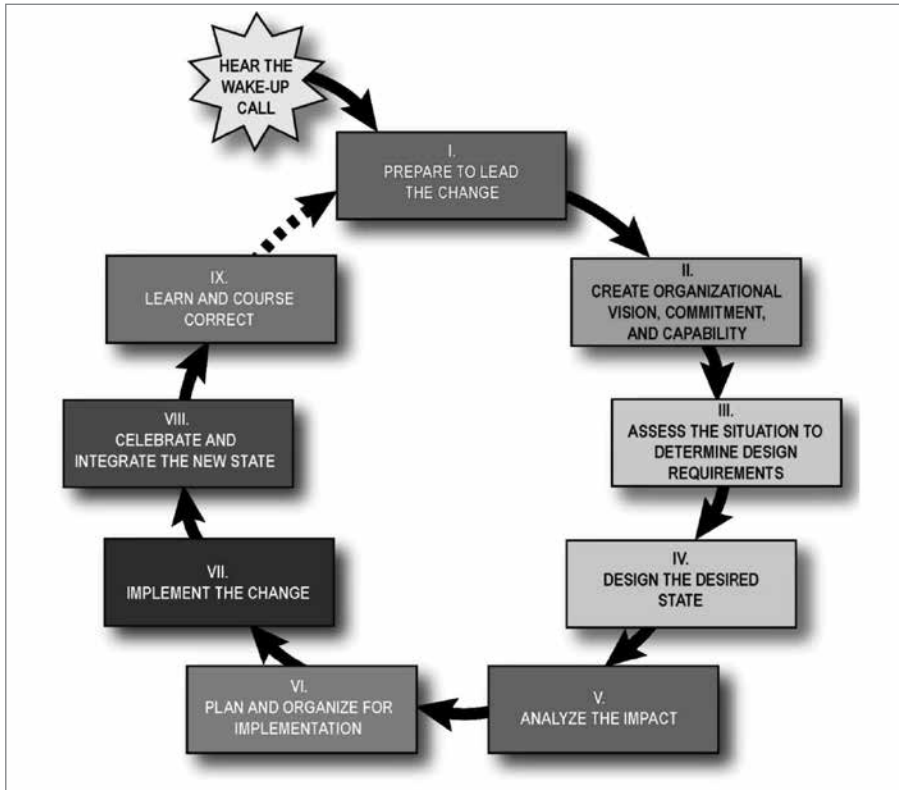 HEAR THE
WAKE-UP
CALL
I.
PREPARE TO LEAD
THE CHANGE
II.
CREATE ORGANIZATIONAL
VISION, COMMITMENT,
AND CAPABILITY
III.
ASSESS THE SITUATION TO
DETERMINE DESIGN
REQUIREMENTS
IV.
DESIGN THE DESIRED
STATE
V.
ANALYZE THE IMPACT
VI.
PLAN AND ORGANIZE FOR
IMPLEMENTATION
VII.
IMPLEMENT THE CHANGE
VIII.
CELEBRATE AND
INTEGRATE THE NEW STATE
IX.
LEARN AND COURSE
CORRECT